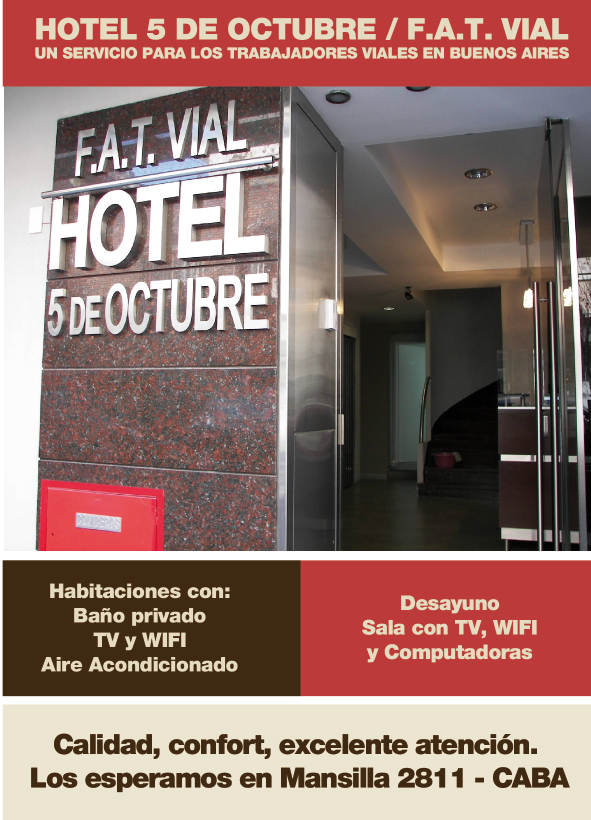 HOTEL 5 DE OCTUBRE / F.A.T. VIAL
UN SERVICIO PARA LOS TRABAJADORES VIALES EN BUENOS AIRES
F.A.T. VIAL
HOTEL
5 DE OCTUBRE
Habitaciones con:
Baño privado
TV y WIFI
Aire Acondicionado
Desayuno
Sala con TV, WIFI
y Computadoras
Calidad, confort, excelente atención.
Los esperamos en Mansilla 2811 - CABA